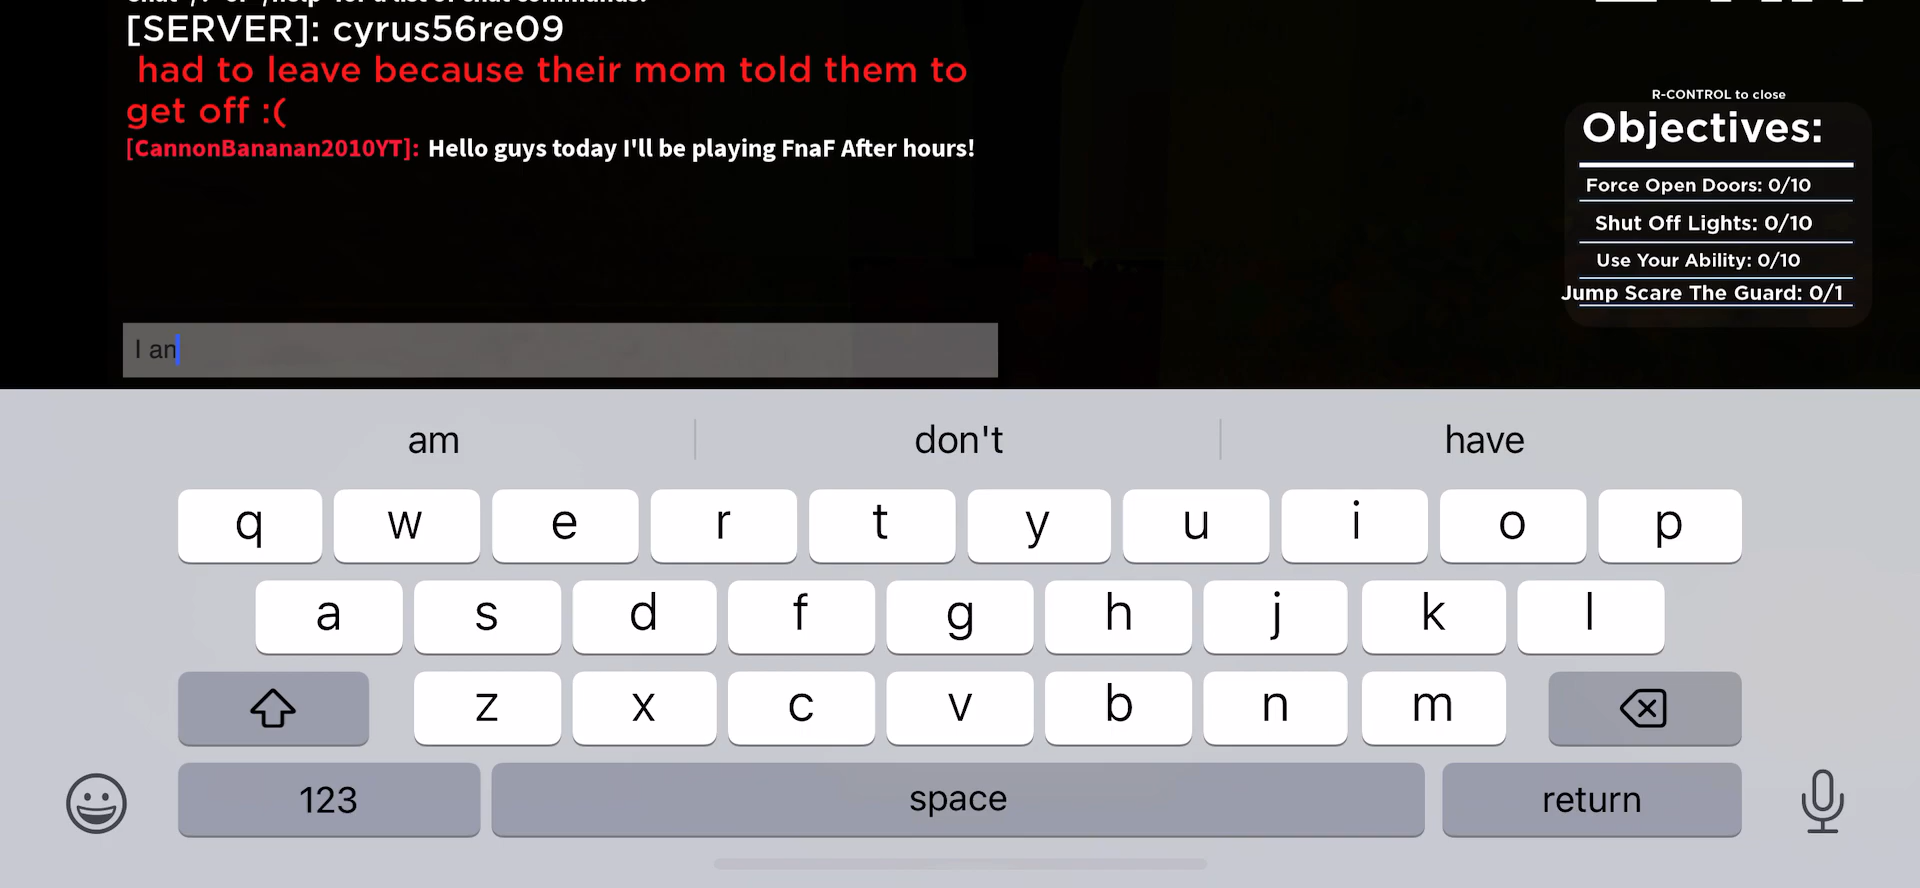 [SERVER]: cyrus56re09
had to leave because their mom told them to
get off :(
[CannonBananan2010YT]: Hello guys today I'll be playing FnaF After hours!
R-CONTROL to close
Objectives:
Force Open Doors: 0/10
Shut Off Lights: 0/10
Use Your Ability: 0/10
Jump Scare The Guard: 0/1
I an
am don't have
q w e r t y u i o p
a s d f g h j k l
z x c v b n m
123 space return